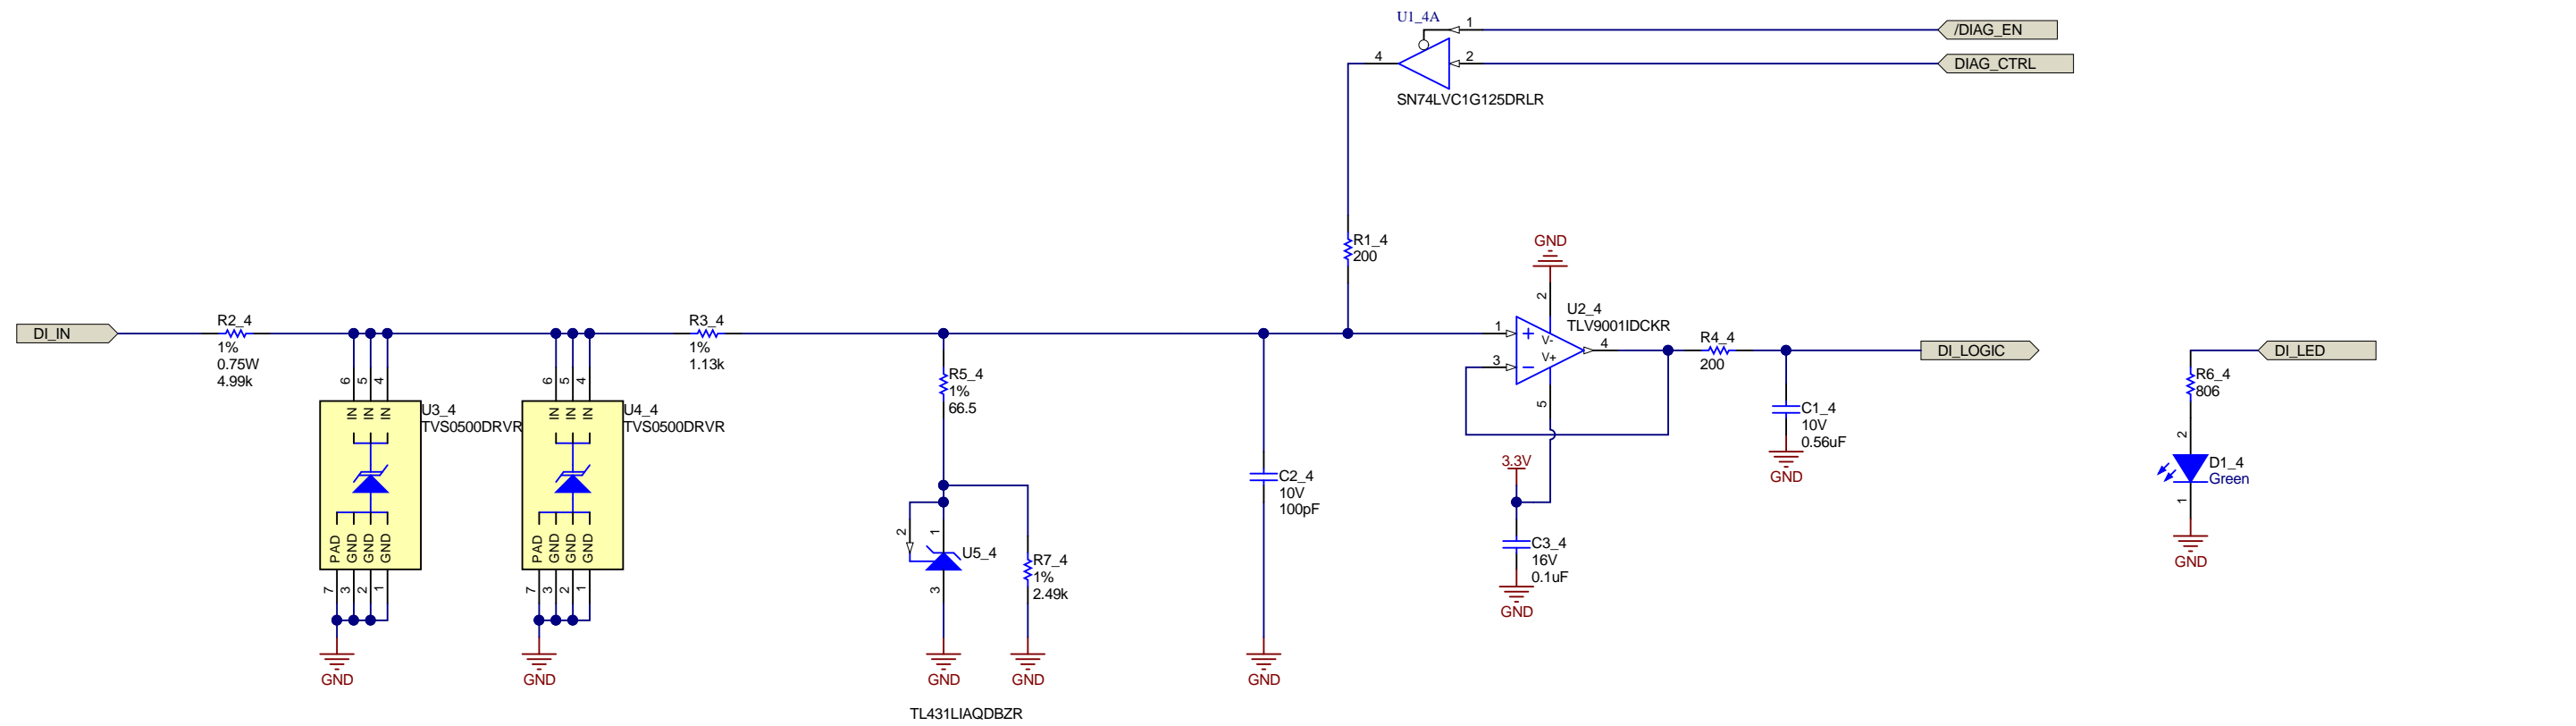 U1_4A
1
/DIAG_EN
4
2
DIAG_CTRL
SN74LVC1G125DRLR
R1_4
200
GND
2
U2_4
TLV9001IDCKR
DI_IN
R2_4
1%
0.75W
4.99k
R3_4
1%
1.13k
1
+
V-
V+
3
−
4
5
R4_4
200
DI_LOGIC
DI_LED
R6_4
806
R5_4
1%
66.5
6
5
4
IN
IN
IN
U3_4
TVS0500DRVR
PAD
GND
GND
GND
7
3
2
1
GND
6
5
4
IN
IN
IN
U4_4
TVS0500DRVR
PAD
GND
GND
GND
7
3
2
1
GND
2
1
U5_4
3
GND
R7_4
1%
2.49k
GND
TL431LIAQDBZR
C2_4
10V
100pF
GND
3.3V
C3_4
16V
0.1uF
GND
C1_4
10V
0.56uF
GND
2
D1_4
Green
1
GND